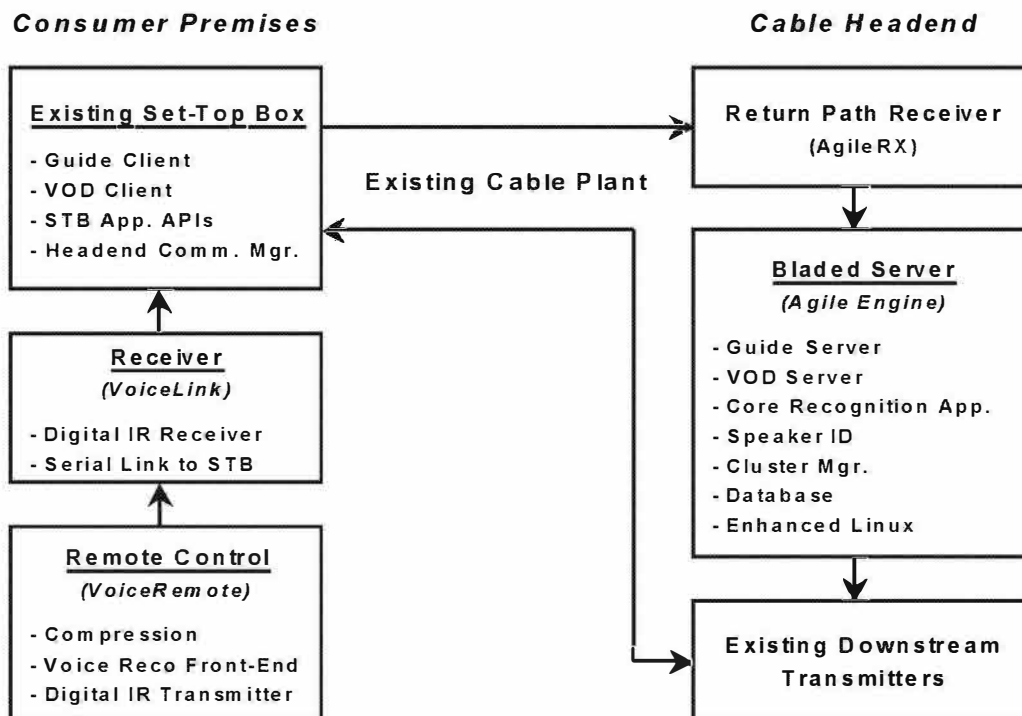 Consumer Premises
Existing Set-Top Box
- Guide Client
- VOD Client
- STB App. APIs
- Headend Comm. Mgr.
Receiver
(VoiceLink)
- Digital IR Receiver
- Serial Link to STB
Remote Control
(VoiceRemote)
- Compression
- Voice Reco Front-End
- Digital IR Transmitter
Existing Cable Plant
Cable Headend
Return Path Receiver
(AgileRX)
Bladed Server
(Agile Engine)
- Guide Server
- VOD Server
- Core Recognition App.
- Speaker ID
- Cluster Mgr.
- Database
- Enhanced Linux
Existing Downstream
Transmitters